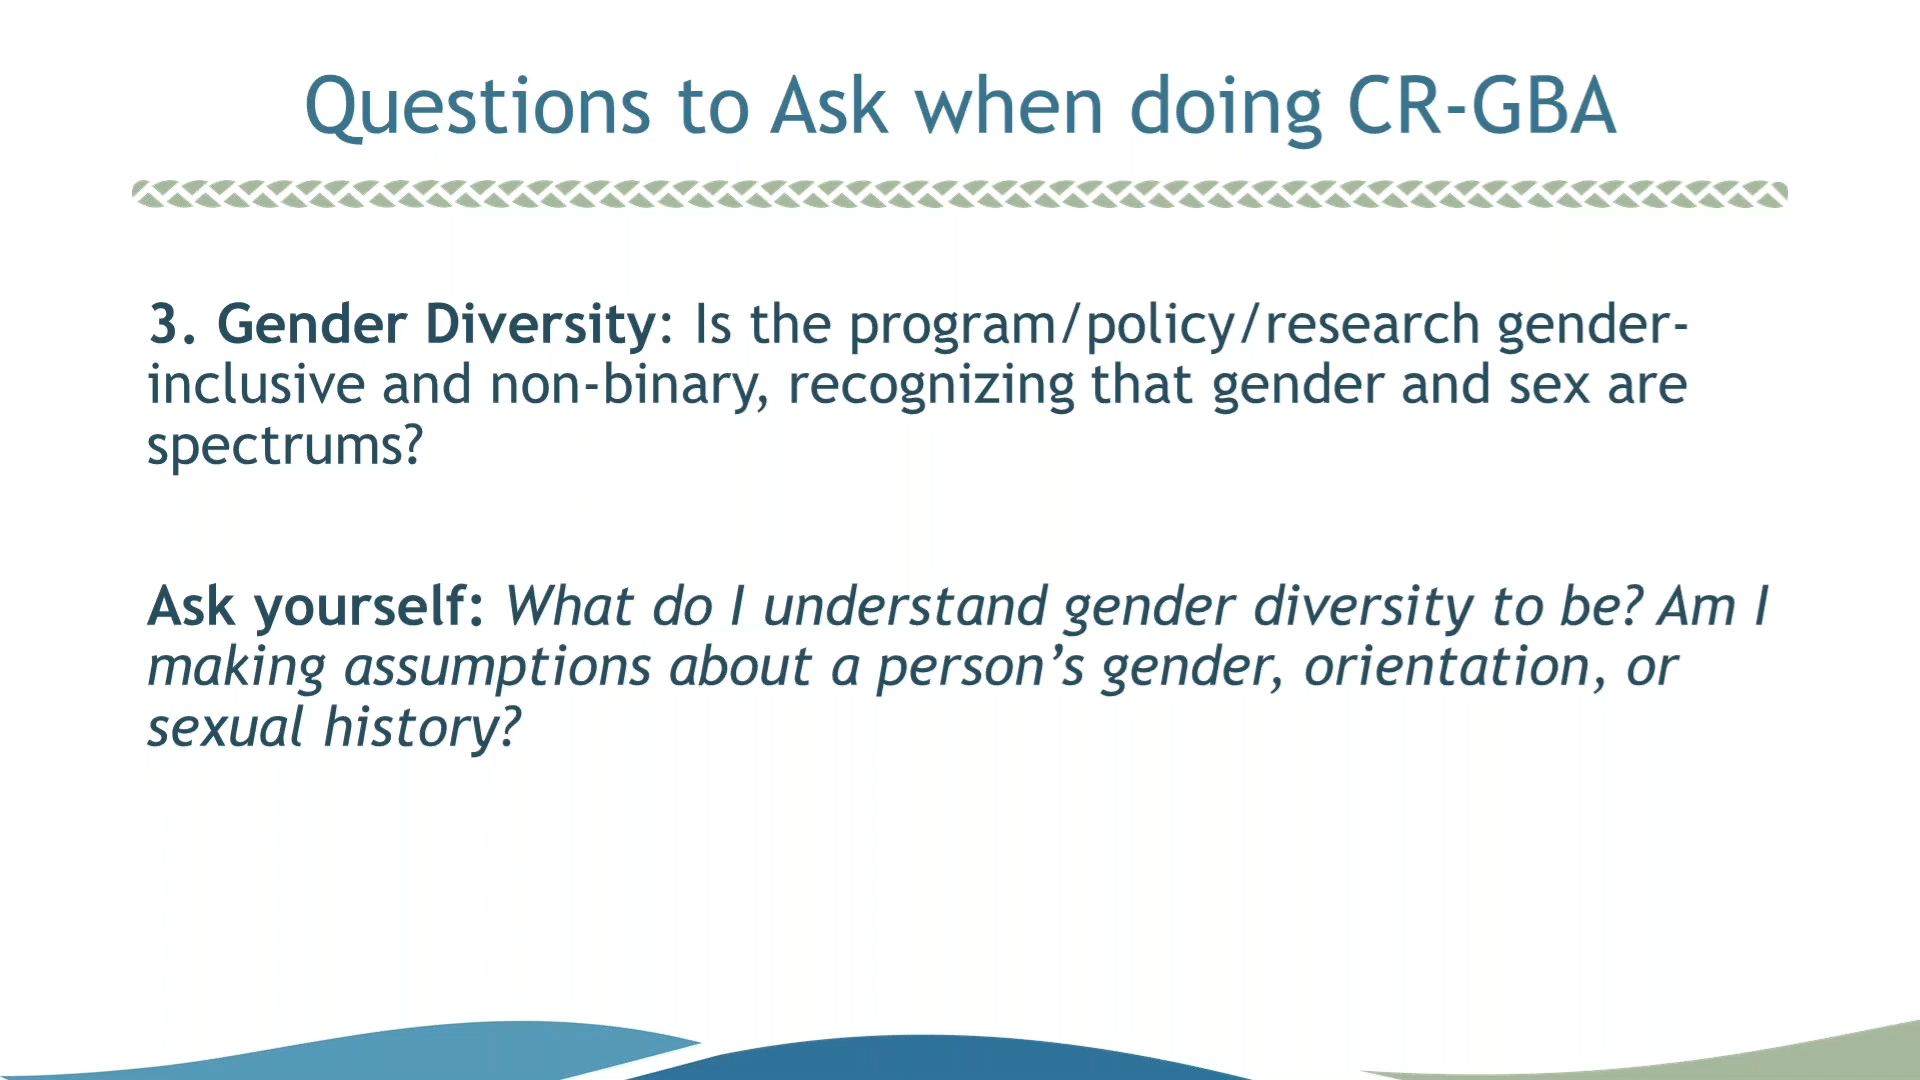 Questions to Ask when doing CR-GBA
3. Gender Diversity: Is the program/policy/research gender-
inclusive and non-binary, recognizing that gender and sex are
spectrums?
Ask yourself: What do I understand gender diversity to be? Am I
making assumptions about a person’s gender, orientation, or
sexual history?